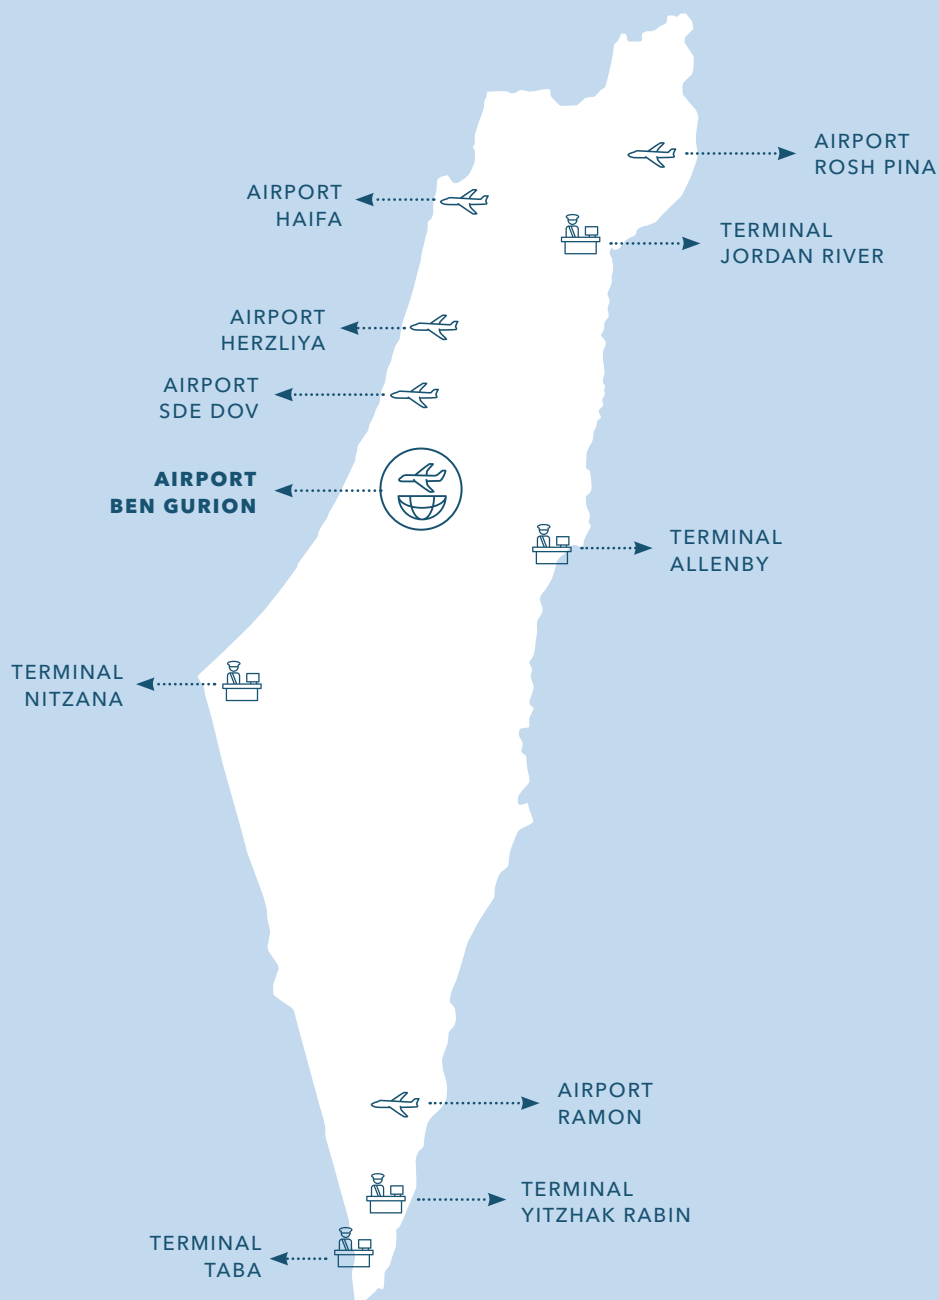 AIRPORT
ROSH PINA
AIRPORT
HAIFA
TERMINAL
JORDAN RIVER
AIRPORT
HERZLIYA
AIRPORT
SDE DOV
AIRPORT
BEN GURION
TERMINAL
ALLENBY
TERMINAL
NITZANA
AIRPORT
RAMON
TERMINAL
YITZHAK RABIN
TERMINAL
TABA